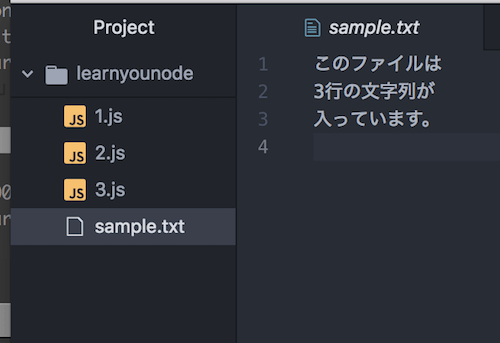 Project
learnyounode
JS 1.js
JS 2.js
JS 3.js
sample.txt
sample.txt
1 このファイルは
2 3行の文字列が
3 入っています。
4